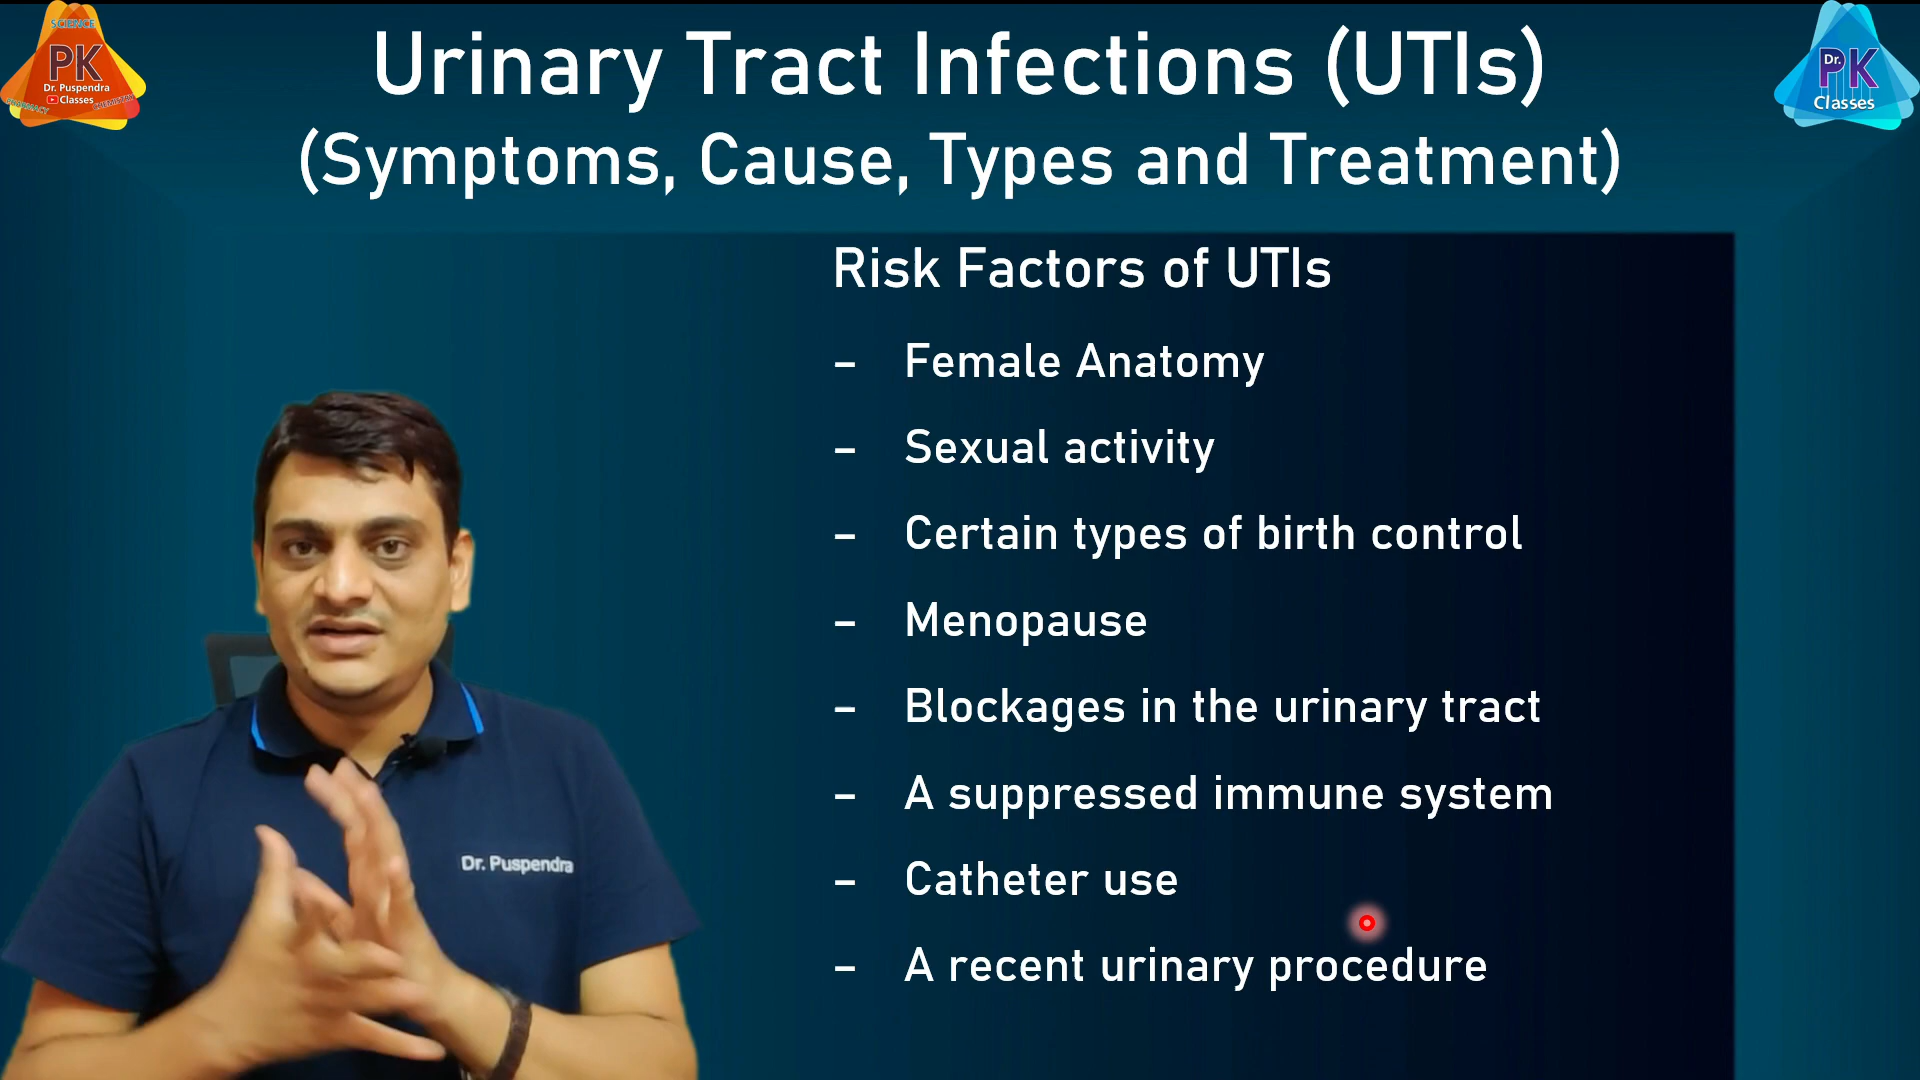 SCIENCE
PK
Dr. Puspendra
Classes
PHARMACY
CHEMISTRY
Urinary Tract Infections (UTIs)
(Symptoms, Cause, Types and Treatment)
Dr.
PK
Classes
Risk Factors of UTIs
– Female Anatomy
– Sexual activity
– Certain types of birth control
– Menopause
– Blockages in the urinary tract
– A suppressed immune system
– Catheter use
– A recent urinary procedure
Dr. Puspendra